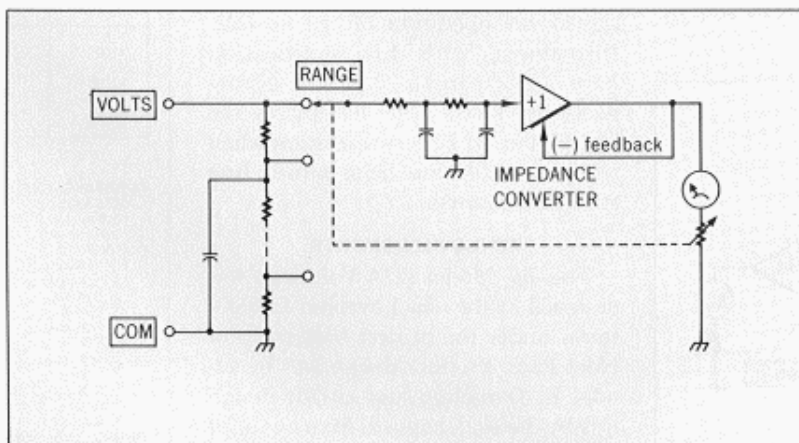 RANGE
VOLTS
+1
(—) feedback
IMPEDANCE
CONVERTER
COM